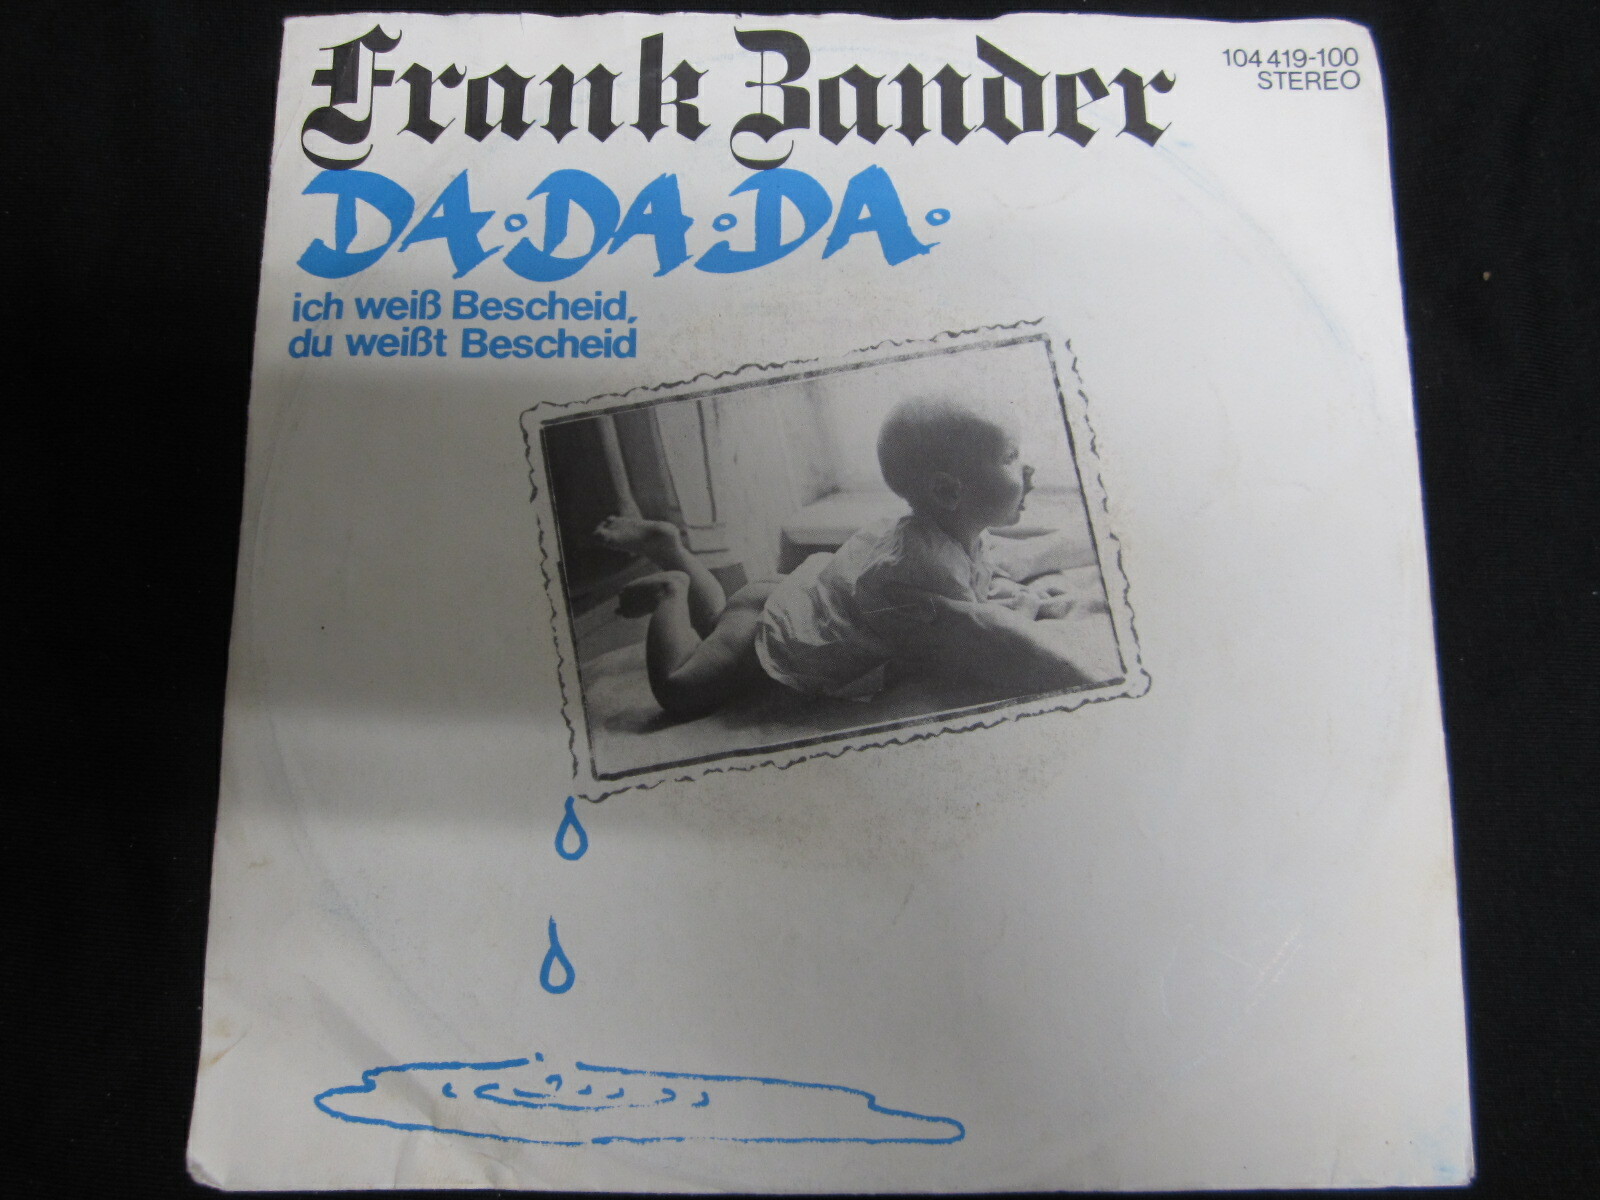 Frank Zander
104 419-100
STEREO
DA·DA·DA·
ich weiß Bescheid,
du weißt Bescheid